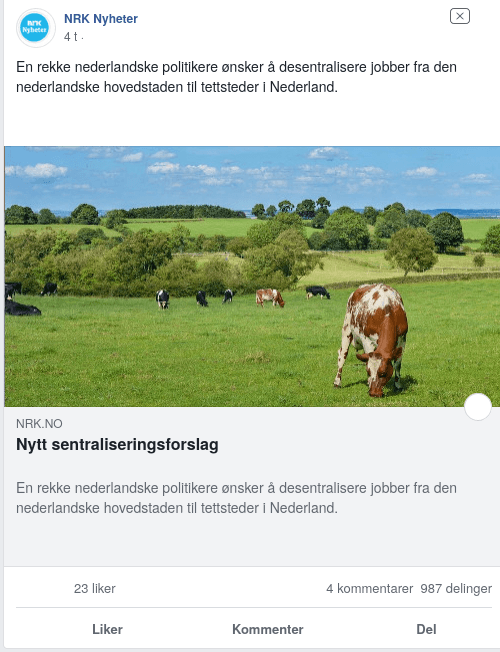 NRK
Nyheter
NRK Nyheter
4 t ·
En rekke nederlandske politikere ønsker å desentralisere jobber fra den
nederlandske hovedstaden til tettsteder i Nederland.
NRK.NO
Nytt sentraliseringsforslag
En rekke nederlandske politikere ønsker å desentralisere jobber fra den
nederlandske hovedstaden til tettsteder i Nederland.
23 liker 4 kommentarer 987 delinger
Liker Kommenter Del